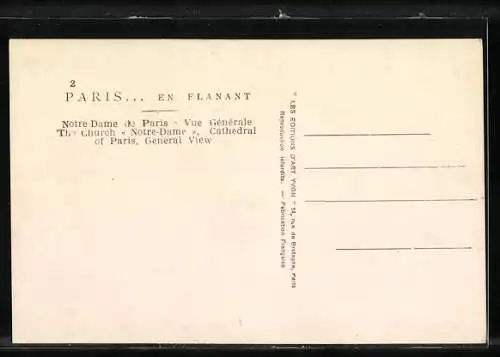 2
PARIS... EN FLANANT
Notre-Dame de Paris - Vue Générale
The Church « Notre-Dame », Cathedral
of Paris, General View
" LES EDITIONS D'ART YVON " 14, rue de Bretagne, Paris
Reproduction interdite. — Fabrication Française